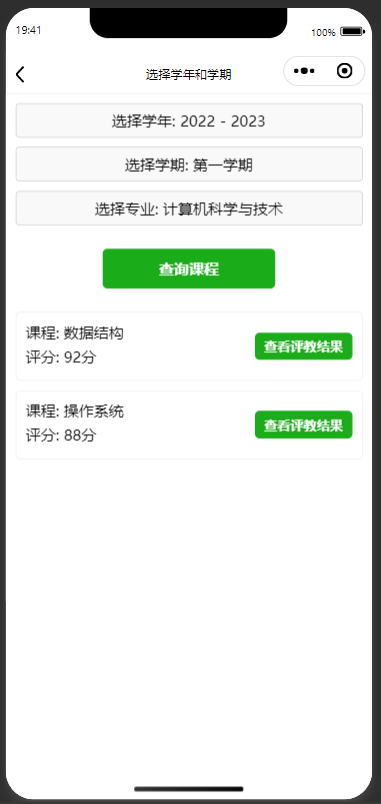 19:41
100%
选择学年和学期
选择学年: 2022 - 2023
选择学期: 第一学期
选择专业: 计算机科学与技术
查询课程
课程: 数据结构
评分: 92分
查看评教结果
课程: 操作系统
评分: 88分
查看评教结果